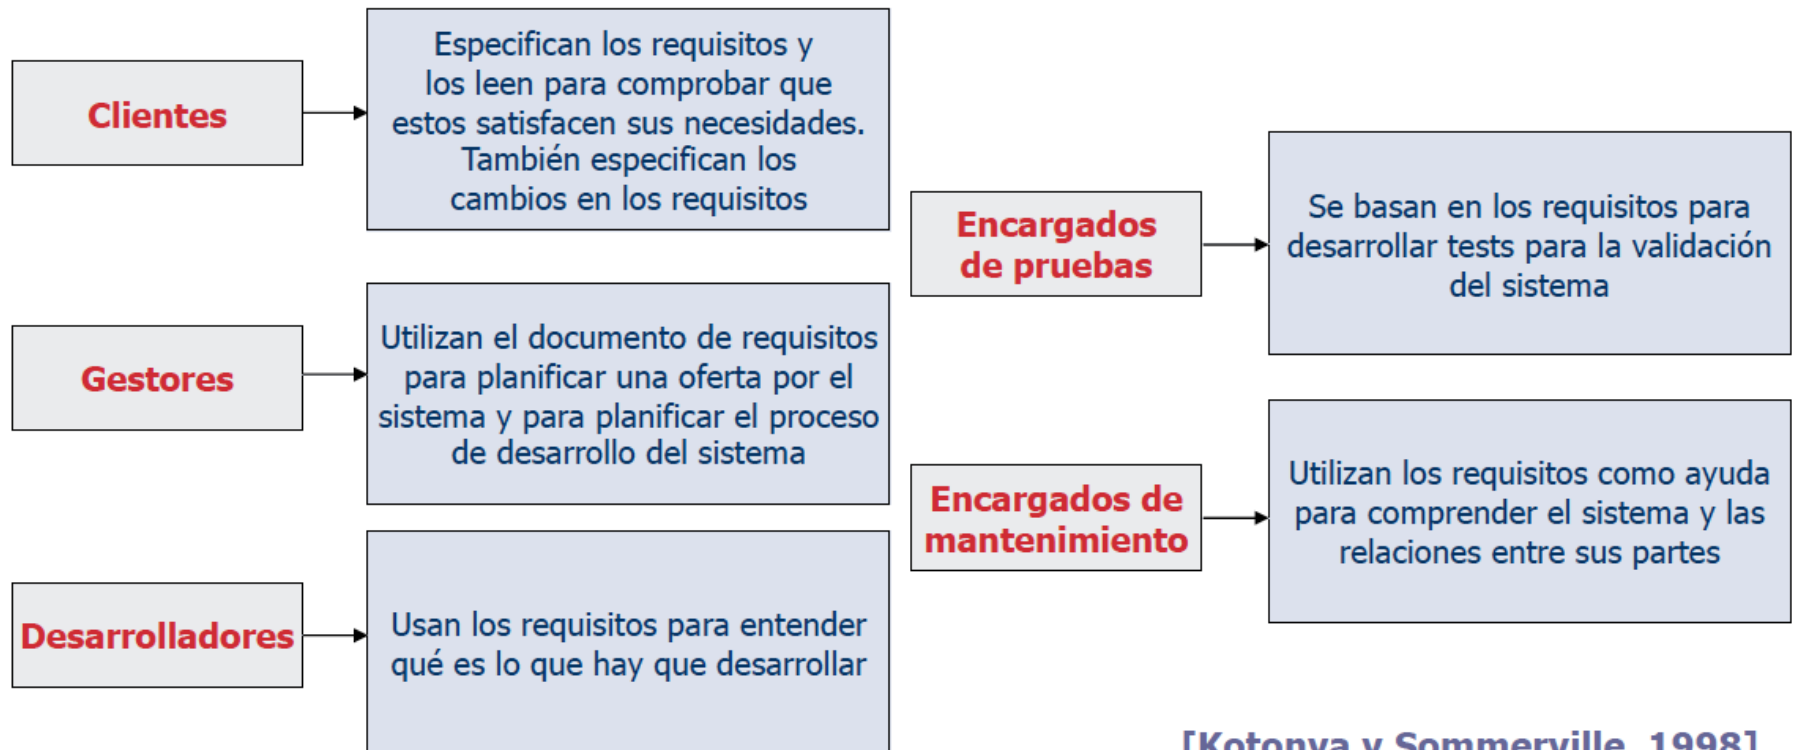 Clientes
Especifican los requisitos y
los leen para comprobar que
estos satisfacen sus necesidades.
También especifican los
cambios en los requisitos
Gestores
Utilizan el documento de requisitos
para planificar una oferta por el
sistema y para planificar el proceso
de desarrollo del sistema
Desarrolladores
Usan los requisitos para entender
qué es lo que hay que desarrollar
Encargados
de pruebas
Se basan en los requisitos para
desarrollar tests para la validación
del sistema
Encargados de
mantenimiento
Utilizan los requisitos como ayuda
para comprender el sistema y las
relaciones entre sus partes
[Kotonya y Sommerville, 1998]